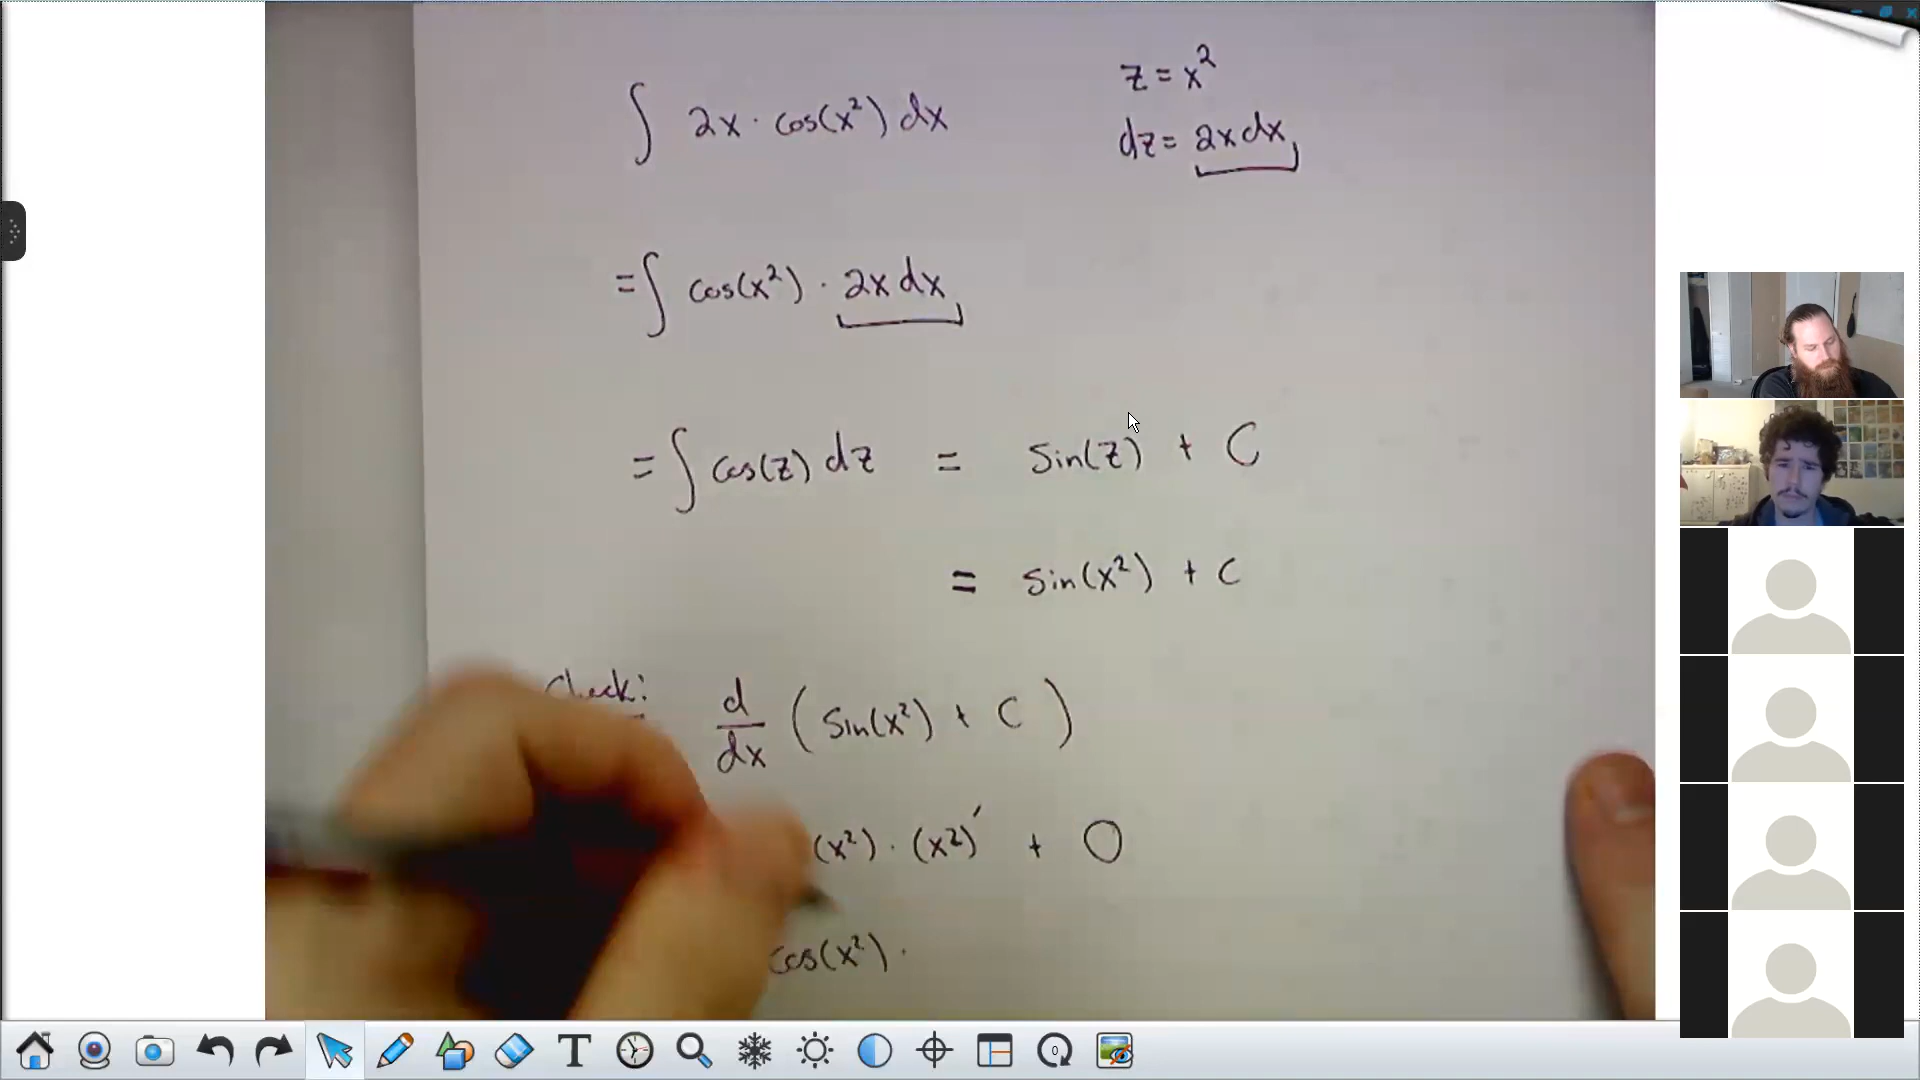 ∫ 2x · cos(x²) dx
z = x²
dz = 2x dx
= ∫ cos(x²) · 2x dx
= ∫ cos(z) dz = sin(z) + C
= sin(x²) + C
Check: d/dx ( sin(x²) + C )
(x²) · (x²)′ + 0
cos(x²) ·